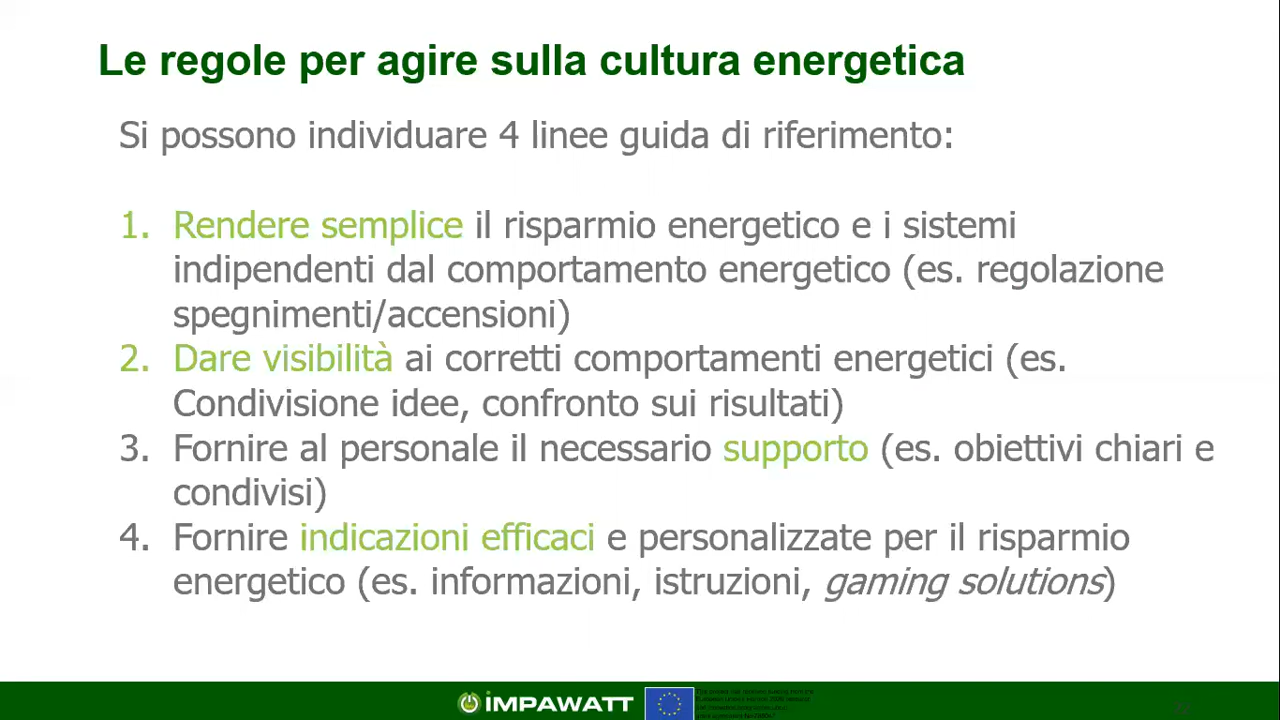 Le regole per agire sulla cultura energetica
Si possono individuare 4 linee guida di riferimento:
1. Rendere semplice il risparmio energetico e i sistemi
indipendenti dal comportamento energetico (es. regolazione
spegnimenti/accensioni)
2. Dare visibilità ai corretti comportamenti energetici (es.
Condivisione idee, confronto sui risultati)
3. Fornire al personale il necessario supporto (es. obiettivi chiari e
condivisi)
4. Fornire indicazioni efficaci e personalizzate per il risparmio
energetico (es. informazioni, istruzioni, gaming solutions)
iMPAWATT